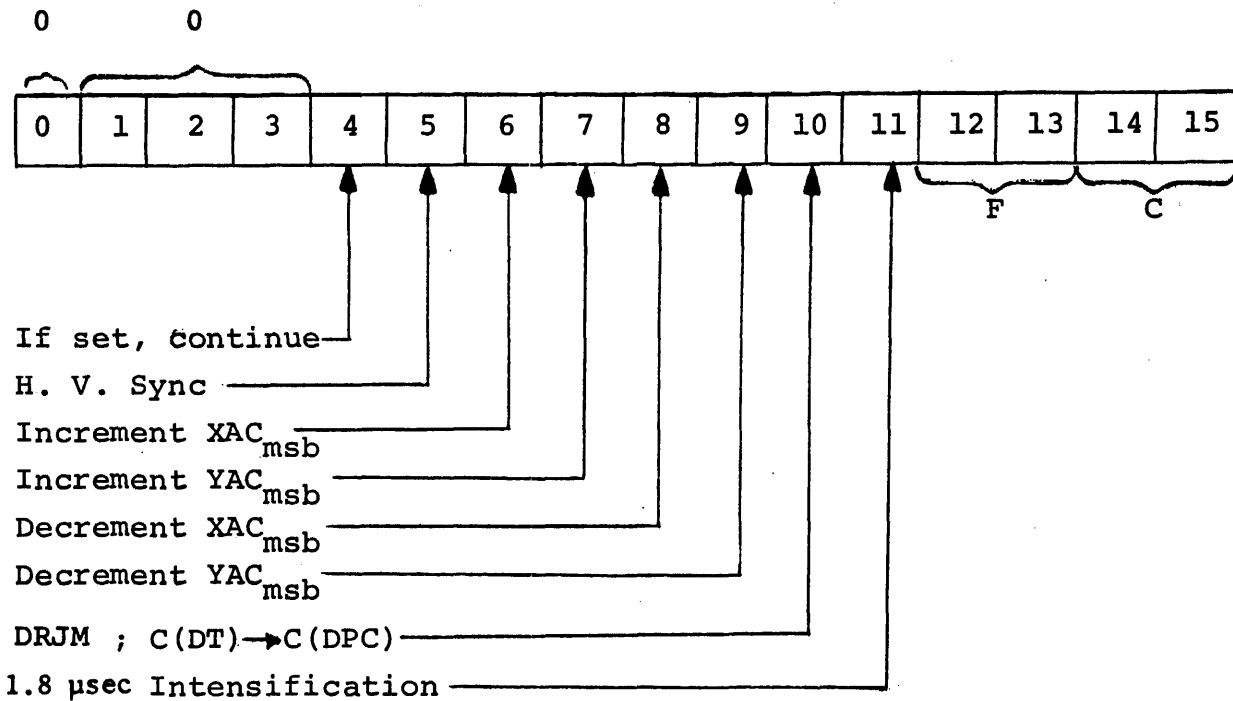 0 0
0 1 2 3 4 5 6 7 8 9 10 11 12 13 14 15
F C
If set, continue
H. V. Sync
Increment XACmsb
Increment YACmsb
Decrement XACmsb
Decrement YACmsb
DRJM ; C(DT)→C(DPC)
1.8 μsec Intensification